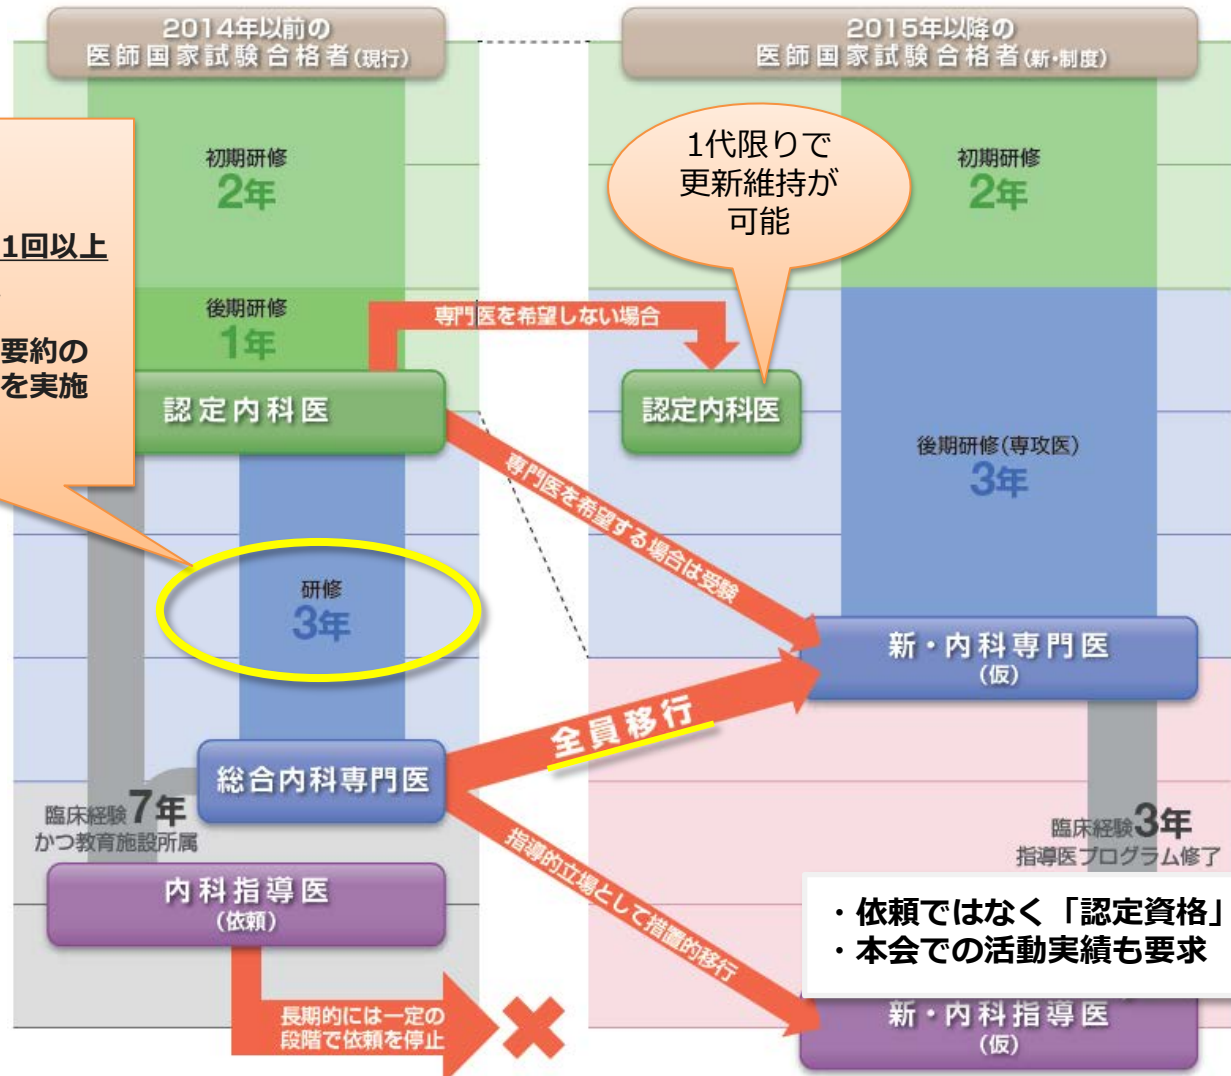 2014年以前の
医師国家試験合格者(現行)
初期研修
2年
1回以上
要約の
を実施
後期研修
1年
専門医を希望しない場合
認定内科医
専門医を希望する場合は受験
研修
3年
総合内科専門医
全員移行
臨床経験7年
かつ教育施設所属
指導的立場として措置的移行
内科指導医
(依頼)
長期的には一定の
段階で依頼を停止
2015年以降の
医師国家試験合格者(新・制度)
1代限りで
更新維持が
可能
初期研修
2年
認定内科医
後期研修(専攻医)
3年
新・内科専門医
(仮)
臨床経験3年
指導医プログラム修了
・依頼ではなく「認定資格」
・本会での活動実績も要求
新・内科指導医
(仮)